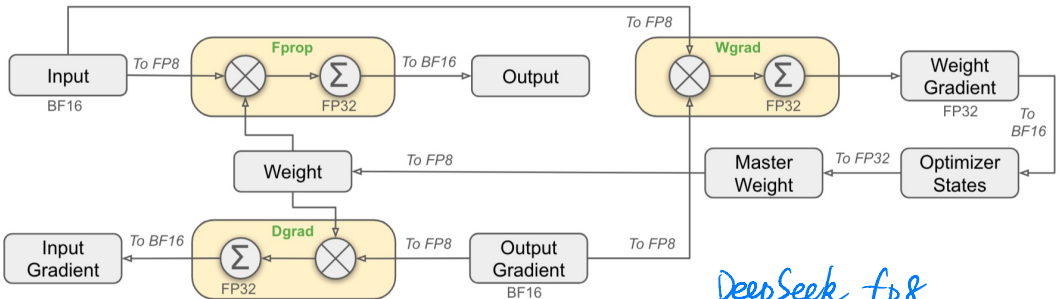 To FP8
Fprop
Wgrad
Input
BF16
To FP8
Σ
FP32
To BF16
Output
Σ
FP32
Weight
Gradient
FP32
To
BF16
Weight
To FP8
Master
Weight
To FP32
Optimizer
States
Input
Gradient
To BF16
Dgrad
Σ
FP32
To FP8
Output
Gradient
BF16
To FP8
DeepSeek fp8